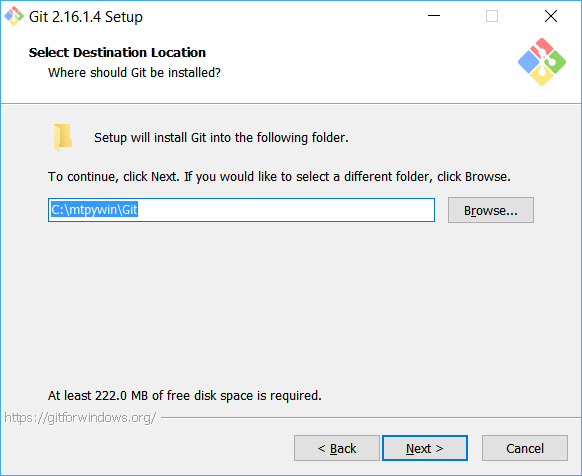 Git 2.16.1.4 Setup
Select Destination Location
Where should Git be installed?
Setup will install Git into the following folder.
To continue, click Next. If you would like to select a different folder, click Browse.
C:\mtpywin\Git
Browse...
At least 222.0 MB of free disk space is required.
https://gitforwindows.org/
< Back
Next >
Cancel